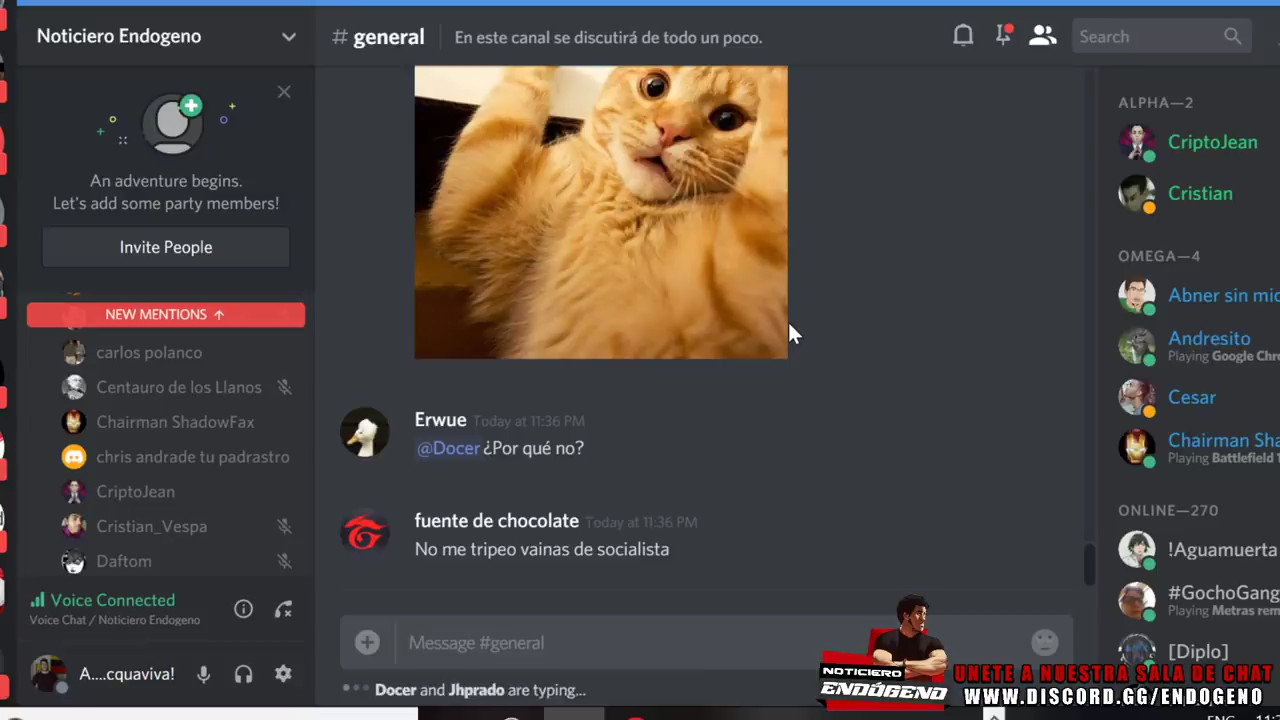 Noticiero Endogeno
# general
En este canal se discutirá de todo un poco.
Search
An adventure begins.
Let's add some party members!
Invite People
NEW MENTIONS ↑
carlos polanco
Centauro de los Llanos
Chairman ShadowFax
chris andrade tu padrastro
CriptoJean
Cristian_Vespa
Daftom
Voice Connected
Voice Chat / Noticiero Endogeno
A....cquaviva!
Erwue Today at 11:36 PM
@Docer ¿Por qué no?
fuente de chocolate Today at 11:36 PM
No me tripeo vainas de socialista
Message #general
Docer and Jhprado are typing...
ALPHA—2
CriptoJean
Cristian
OMEGA—4
Abner sin mic
Andresito
Playing Google Chr
Cesar
Chairman Sha
Playing Battlefield 1
ONLINE—270
!Aguamuerta
#GochoGang
Playing Metras rem
[Diplo]
NOTICIERO
ENDÓGENO
UNETE A NUESTRA SALA DE CHAT
WWW.DISCORD.GG/ENDOGENO